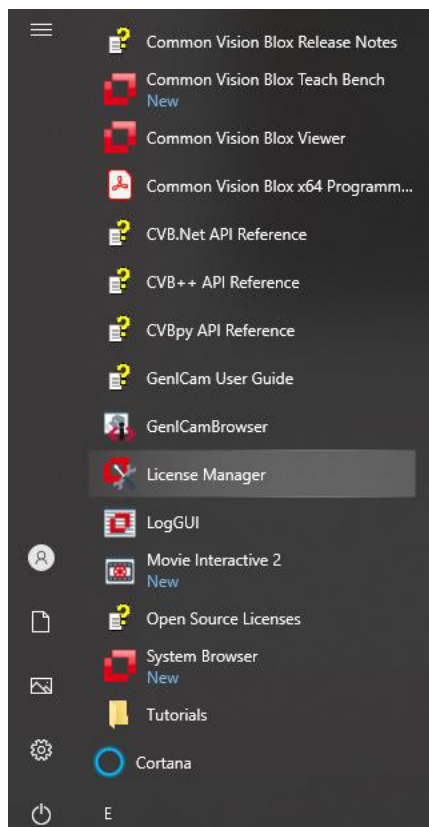 Common Vision Blox Release Notes
Common Vision Blox Teach Bench
New
Common Vision Blox Viewer
Common Vision Blox x64 Programm...
CVB.Net API Reference
CVB++ API Reference
CVBpy API Reference
GenICam User Guide
GenICamBrowser
License Manager
LogGUI
Movie Interactive 2
New
Open Source Licenses
System Browser
New
Tutorials
Cortana
E